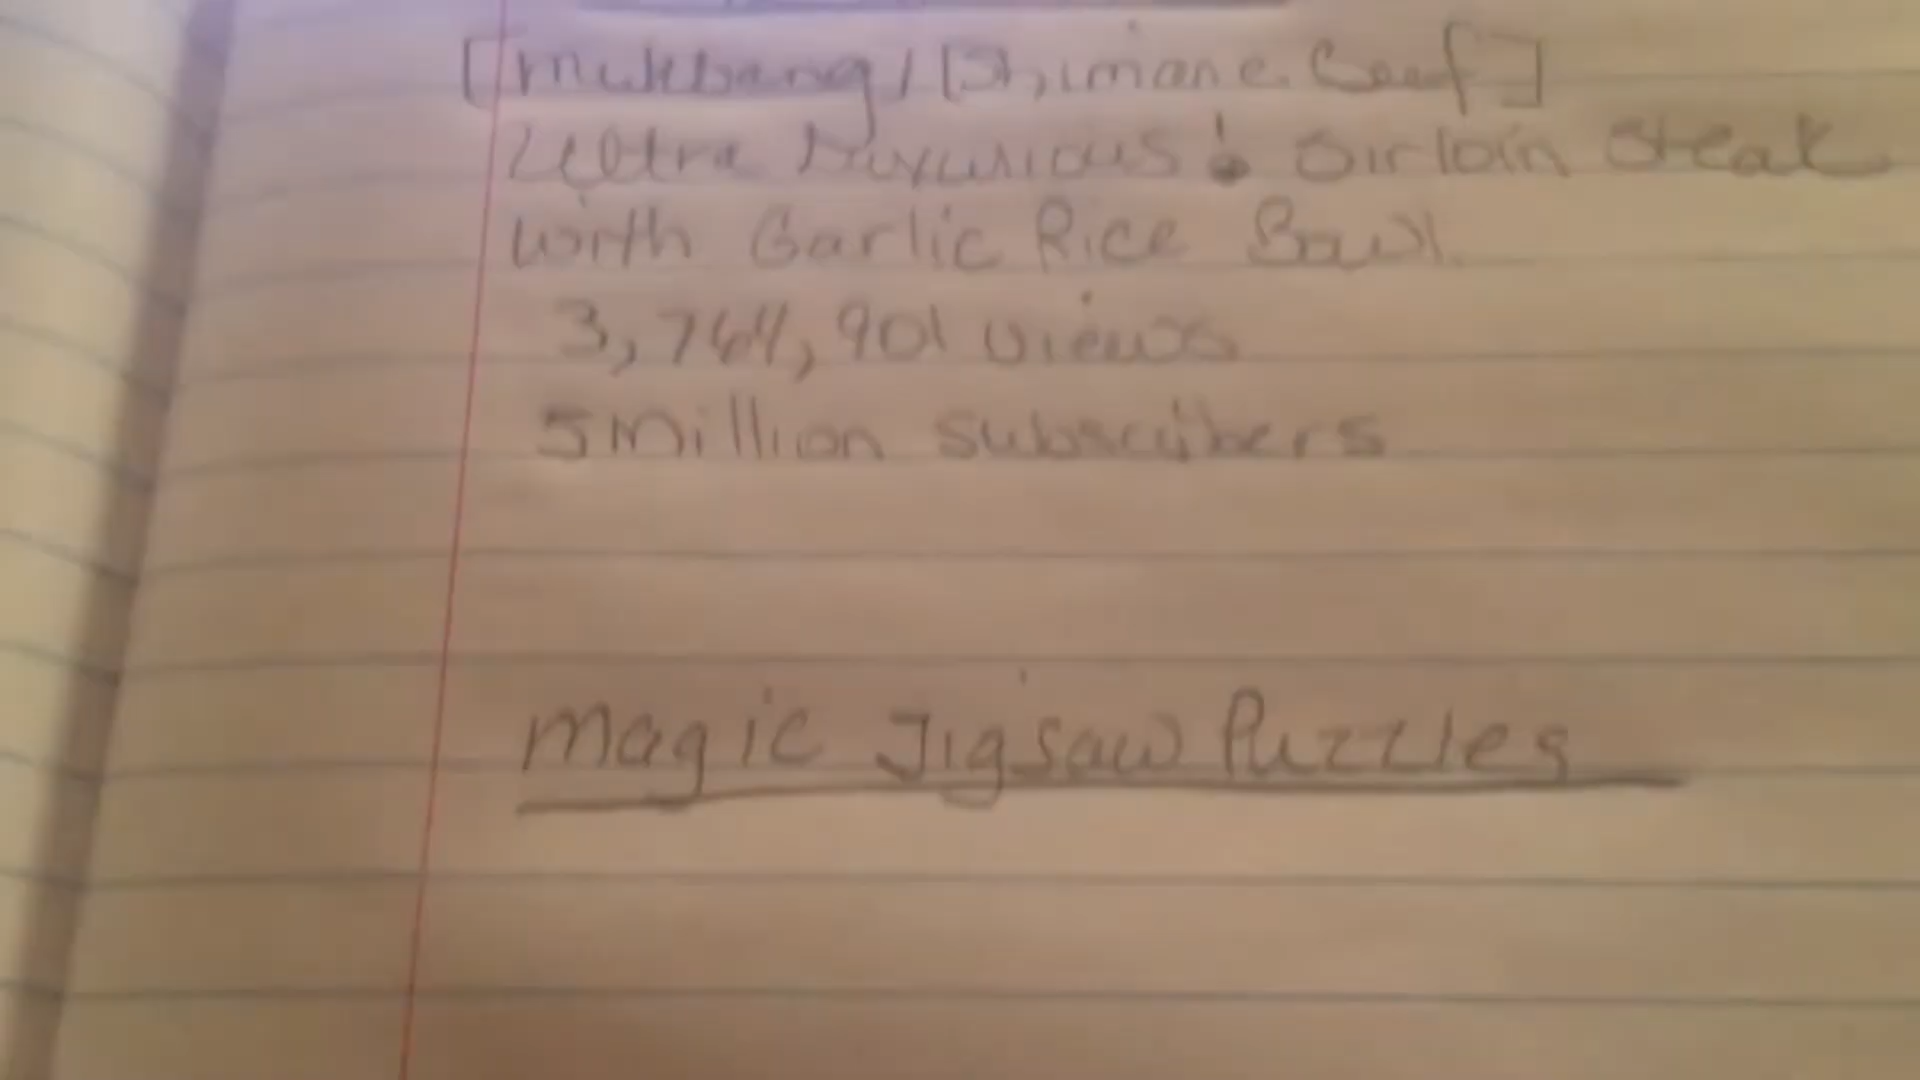 [Mukbang] [Shimane Beef]
Ultra Luxurious! Sirloin Steak
with Garlic Rice Bowl
3,764,901 views
5 Million subscribers
Magic Jigsaw Puzzles